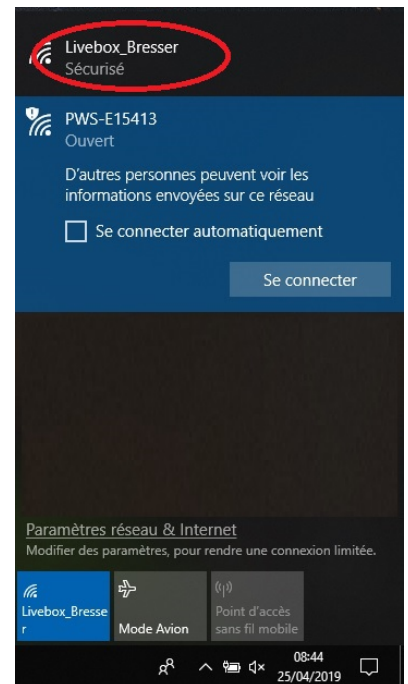 Livebox_Bresser
Sécurisé
PWS-E15413
Ouvert
D'autres personnes peuvent voir les
informations envoyées sur ce réseau
Se connecter automatiquement
Se connecter
Paramètres réseau & Internet
Modifier des paramètres, pour rendre une connexion limitée.
Livebox_Bresse
r
Mode Avion
Point d'accès
sans fil mobile
08:44
25/04/2019